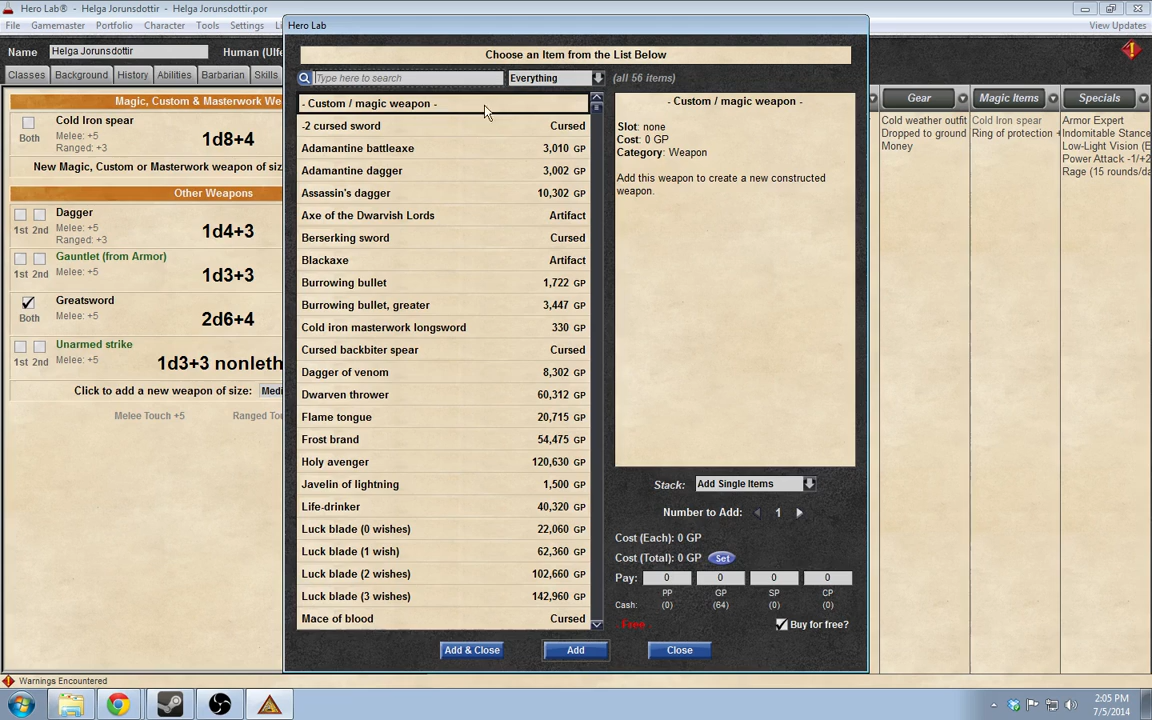 Hero Lab® - Helga Jorunsdottir - Helga Jorunsdottir.por
File Gamemaster Portfolio Character Tools Settings
View Updates
Hero Lab
Name Helga Jorunsdottir Human (Ulfe
Choose an Item from the List Below
Classes Background History Abilities Barbarian Skills
Type here to search Everything (all 56 items)
Magic, Custom & Masterwork We
Cold Iron spear
Melee: +5
Ranged: +3
1d8+4
Both
New Magic, Custom or Masterwork weapon of siz
Other Weapons
Dagger
Melee: +5
Ranged: +3
1d4+3
1st 2nd
Gauntlet (from Armor)
Melee: +5
1d3+3
1st 2nd
Greatsword
Melee: +5
2d6+4
Both
Unarmed strike
Melee: +5
1d3+3 nonleth
1st 2nd
Click to add a new weapon of size: Medi
Melee Touch +5 Ranged Tou
- Custom / magic weapon -
-2 cursed sword Cursed
Adamantine battleaxe 3,010 GP
Adamantine dagger 3,002 GP
Assassin's dagger 10,302 GP
Axe of the Dwarvish Lords Artifact
Berserking sword Cursed
Blackaxe Artifact
Burrowing bullet 1,722 GP
Burrowing bullet, greater 3,447 GP
Cold iron masterwork longsword 330 GP
Cursed backbiter spear Cursed
Dagger of venom 8,302 GP
Dwarven thrower 60,312 GP
Flame tongue 20,715 GP
Frost brand 54,475 GP
Holy avenger 120,630 GP
Javelin of lightning 1,500 GP
Life-drinker 40,320 GP
Luck blade (0 wishes) 22,060 GP
Luck blade (1 wish) 62,360 GP
Luck blade (2 wishes) 102,660 GP
Luck blade (3 wishes) 142,960 GP
Mace of blood Cursed
- Custom / magic weapon -
Slot: none
Cost: 0 GP
Category: Weapon
Add this weapon to create a new constructed
weapon.
Stack: Add Single Items
Number to Add: 1
Cost (Each): 0 GP
Cost (Total): 0 GP Set
Pay: 0 0 0 0
PP GP SP CP
Cash: (0) (64) (0) (0)
Free Buy for free?
Add & Close Add Close
Gear Magic Items Specials
Cold weather outfit Cold Iron spear Armor Expert
Dropped to ground Ring of protection + Indomitable Stance
Money Low-Light Vision (E
Power Attack -1/+2
Rage (15 rounds/da
Warnings Encountered
2:05 PM
7/5/2014